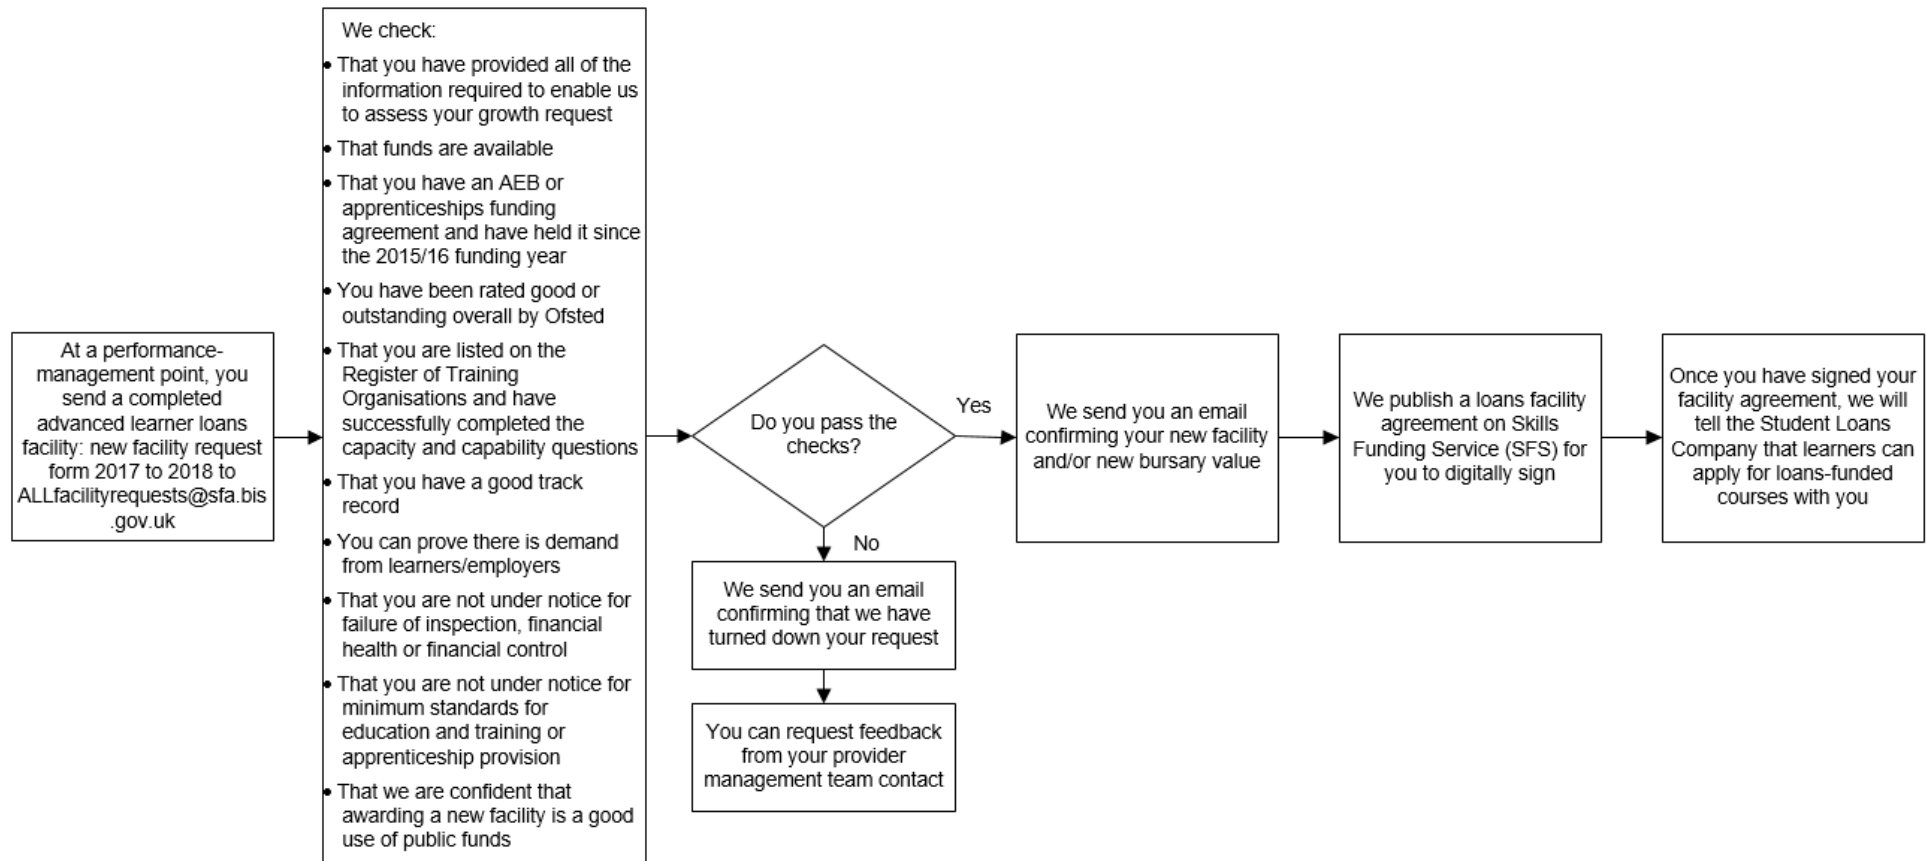 At a performance-
management point, you
send a completed
advanced learner loans
facility: new facility request
form 2017 to 2018 to
ALLfacilityrequests@sfa.bis
.gov.uk
We check:
• That you have provided all of the
information required to enable us
to assess your growth request
• That funds are available
• That you have an AEB or
apprenticeships funding
agreement and have held it since
the 2015/16 funding year
• You have been rated good or
outstanding overall by Ofsted
• That you are listed on the
Register of Training
Organisations and have
successfully completed the
capacity and capability questions
• That you have a good track
record
• You can prove there is demand
from learners/employers
• That you are not under notice for
failure of inspection, financial
health or financial control
• That you are not under notice for
minimum standards for
education and training or
apprenticeship provision
• That we are confident that
awarding a new facility is a good
use of public funds
Do you pass the
checks?
Yes
We send you an email
confirming your new facility
and/or new bursary value
We publish a loans facility
agreement on Skills
Funding Service (SFS) for
you to digitally sign
Once you have signed your
facility agreement, we will
tell the Student Loans
Company that learners can
apply for loans-funded
courses with you
No
We send you an email
confirming that we have
turned down your request
You can request feedback
from your provider
management team contact